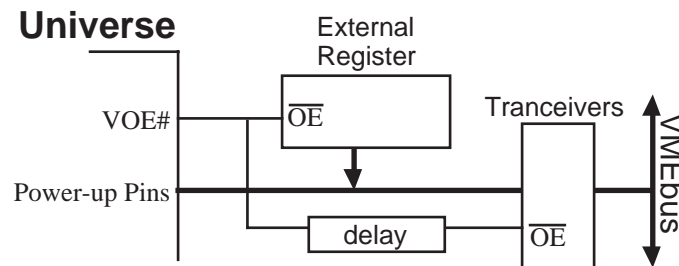 Universe
External
Register
VOE#
OE
Tranceivers
Power-up Pins
VMEbus
delay
OE